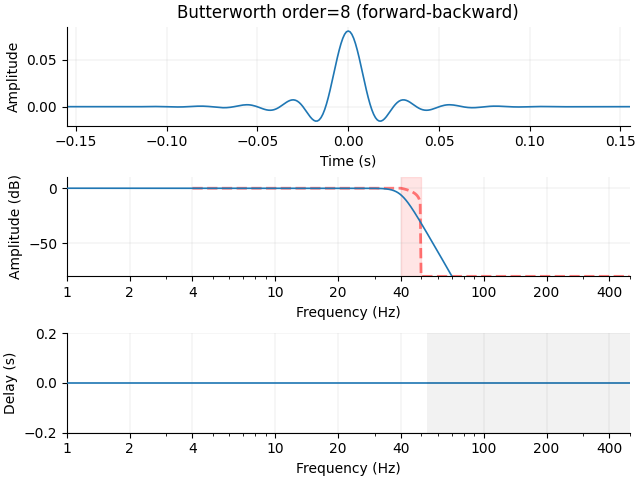 Butterworth order=8 (forward-backward)
Amplitude
0.05
0.00
−0.15 −0.10 −0.05 0.00 0.05 0.10 0.15
Time (s)
Amplitude (dB)
0
−50
1 2 4 10 20 40 100 200 400
Frequency (Hz)
Delay (s)
0.2
0.0
−0.2
1 2 4 10 20 40 100 200 400
Frequency (Hz)